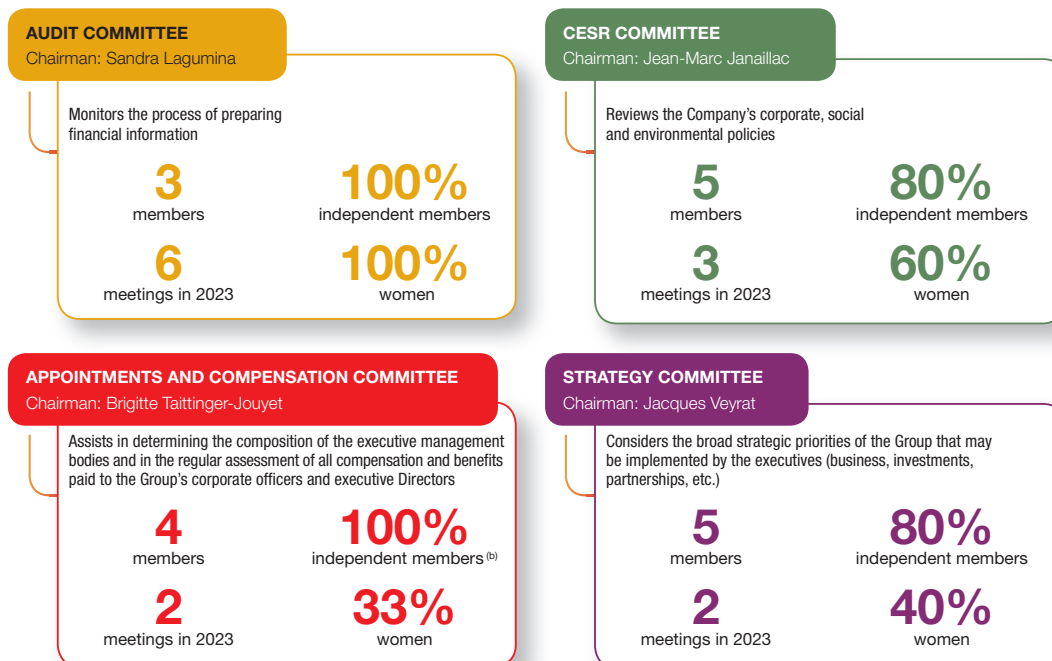 AUDIT COMMITTEE
Chairman: Sandra Lagumina
Monitors the process of preparing
financial information
3
members
100%
independent members
6
meetings in 2023
100%
women
CESR COMMITTEE
Chairman: Jean-Marc Janaillac
Reviews the Company’s corporate, social
and environmental policies
5
members
80%
independent members
3
meetings in 2023
60%
women
APPOINTMENTS AND COMPENSATION COMMITTEE
Chairman: Brigitte Taittinger-Jouyet
Assists in determining the composition of the executive management
bodies and in the regular assessment of all compensation and benefits
paid to the Group’s corporate officers and executive Directors
4
members
100%
independent members (b)
2
meetings in 2023
33%
women
STRATEGY COMMITTEE
Chairman: Jacques Veyrat
Considers the broad strategic priorities of the Group that may
be implemented by the executives (business, investments,
partnerships, etc.)
5
members
80%
independent members
2
meetings in 2023
40%
women